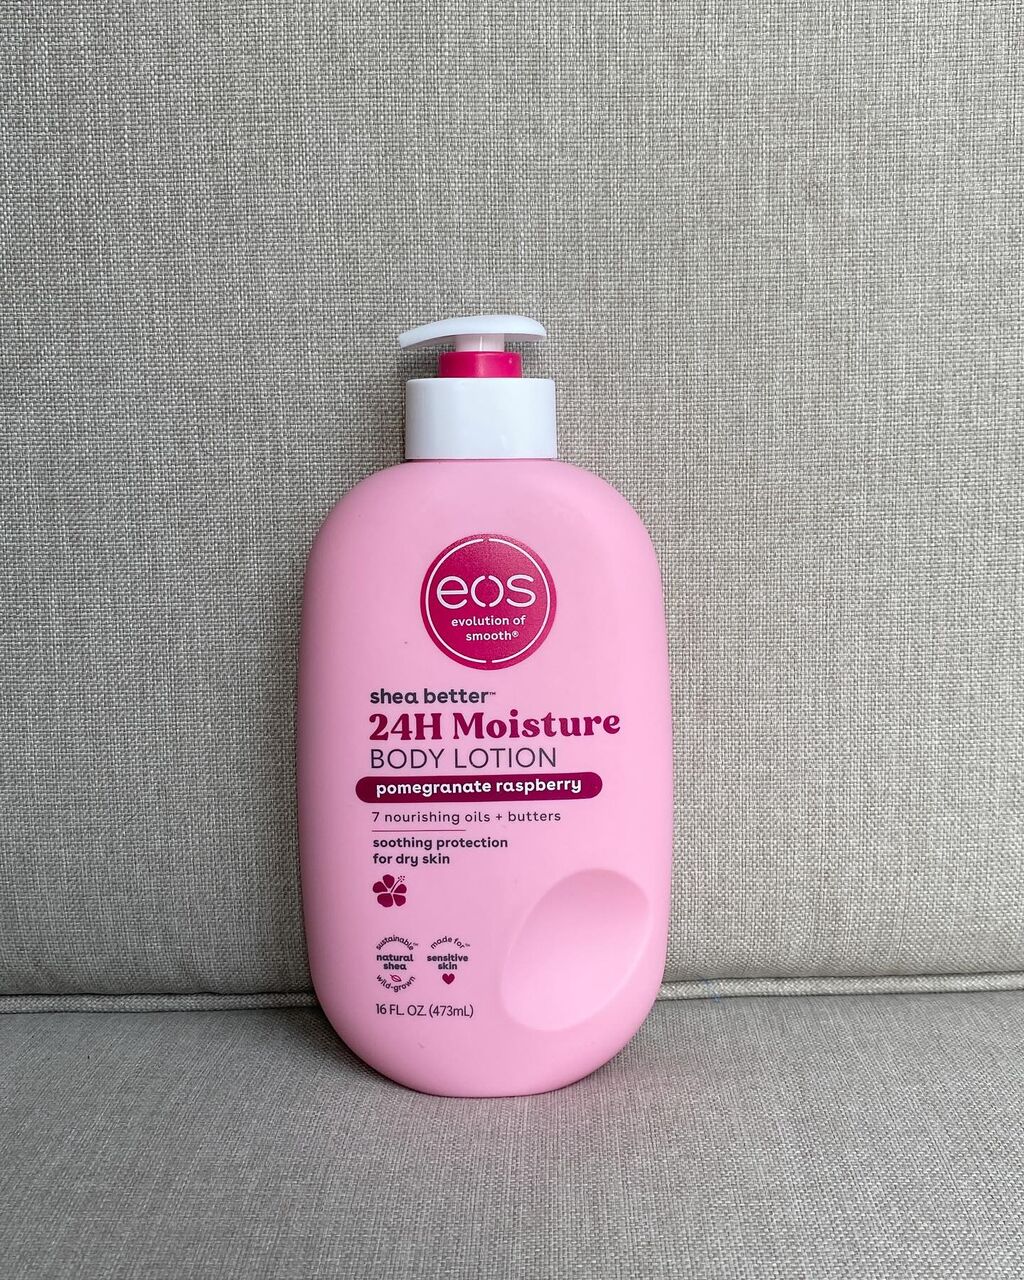 eos
evolution of
smooth®
shea better™
24H Moisture
BODY LOTION
pomegranate raspberry
7 nourishing oils + butters
soothing protection
for dry skin
sustainable
natural
shea
wild-grown
made for
sensitive
skin
16 FL. OZ. (473mL)